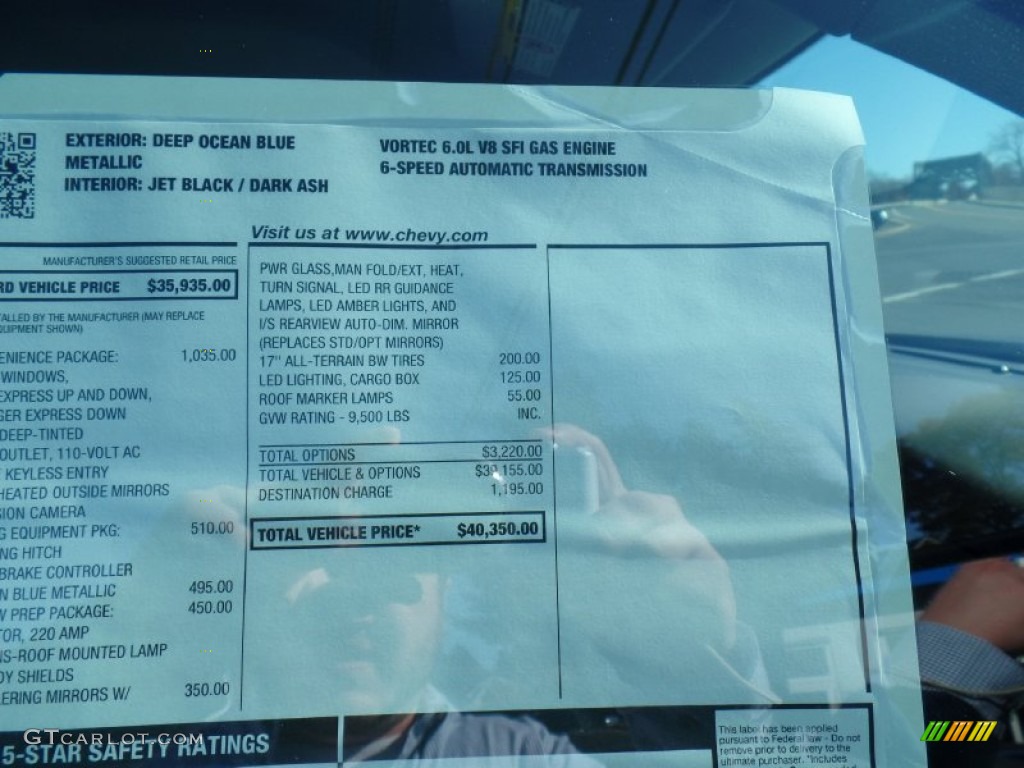 EXTERIOR: DEEP OCEAN BLUE
METALLIC
INTERIOR: JET BLACK / DARK ASH
VORTEC 6.0L V8 SFI GAS ENGINE
6-SPEED AUTOMATIC TRANSMISSION
Visit us at www.chevy.com
MANUFACTURER'S SUGGESTED RETAIL PRICE
RD VEHICLE PRICE $35,935.00
TALLED BY THE MANUFACTURER (MAY REPLACE
QUIPMENT SHOWN)
ENIENCE PACKAGE: 1,035.00
WINDOWS,
EXPRESS UP AND DOWN,
GER EXPRESS DOWN
DEEP-TINTED
OUTLET, 110-VOLT AC
KEYLESS ENTRY
HEATED OUTSIDE MIRRORS
SION CAMERA
G EQUIPMENT PKG: 510.00
NG HITCH
BRAKE CONTROLLER
N BLUE METALLIC 495.00
W PREP PACKAGE: 450.00
TOR, 220 AMP
NS-ROOF MOUNTED LAMP
DY SHIELDS
ERING MIRRORS W/ 350.00
PWR GLASS,MAN FOLD/EXT, HEAT,
TURN SIGNAL, LED RR GUIDANCE
LAMPS, LED AMBER LIGHTS, AND
I/S REARVIEW AUTO-DIM. MIRROR
(REPLACES STD/OPT MIRRORS)
17" ALL-TERRAIN BW TIRES 200.00
LED LIGHTING, CARGO BOX 125.00
ROOF MARKER LAMPS 55.00
GVW RATING - 9,500 LBS INC.
TOTAL OPTIONS $3,220.00
TOTAL VEHICLE & OPTIONS $39,155.00
DESTINATION CHARGE 1,195.00
TOTAL VEHICLE PRICE* $40,350.00
5-STAR SAFETY RATINGS
This label has been applied
pursuant to Federal law - Do not
remove prior to delivery to the
ultimate purchaser. *Includes
GTcarlot.com